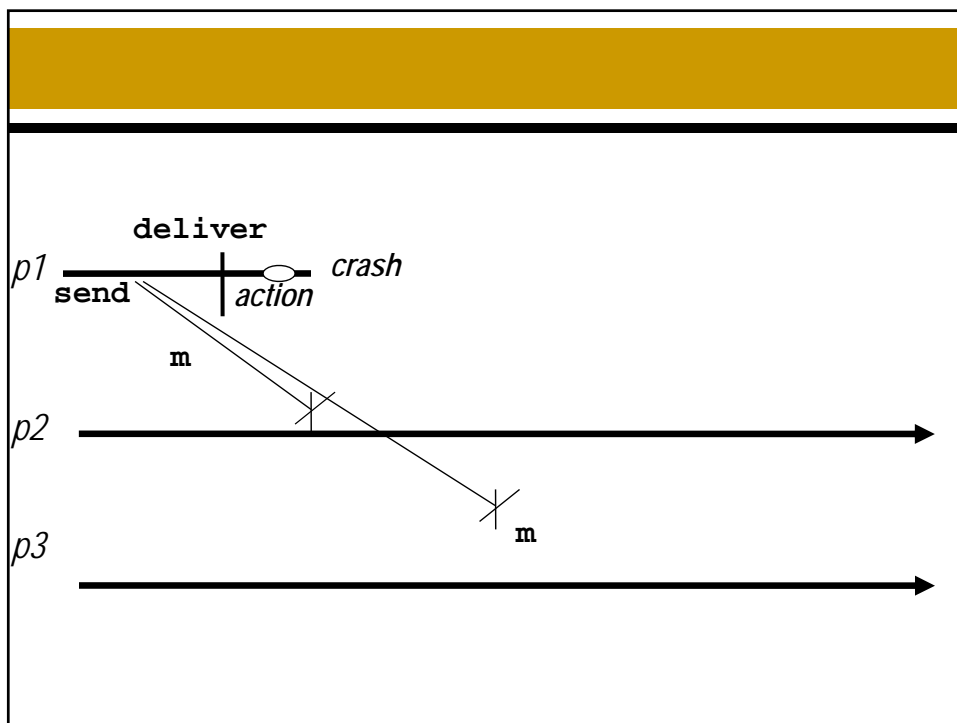 deliver
p1 crash
send action
m
p2
m
p3